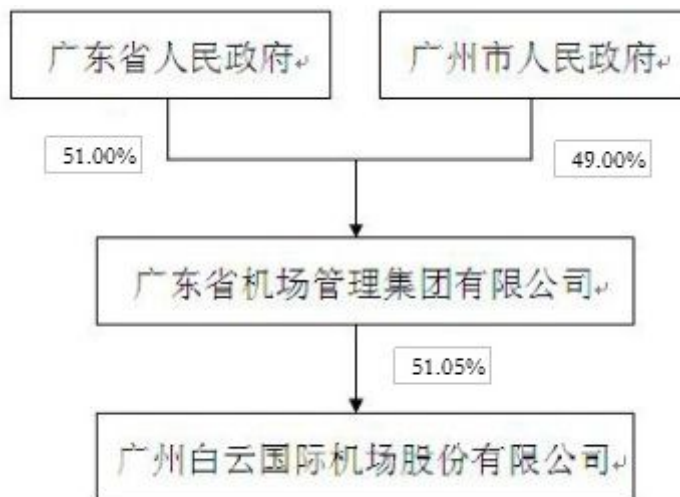 广东省人民政府
广州市人民政府
51.00%
49.00%
广东省机场管理集团有限公司
51.05%
广州白云国际机场股份有限公司